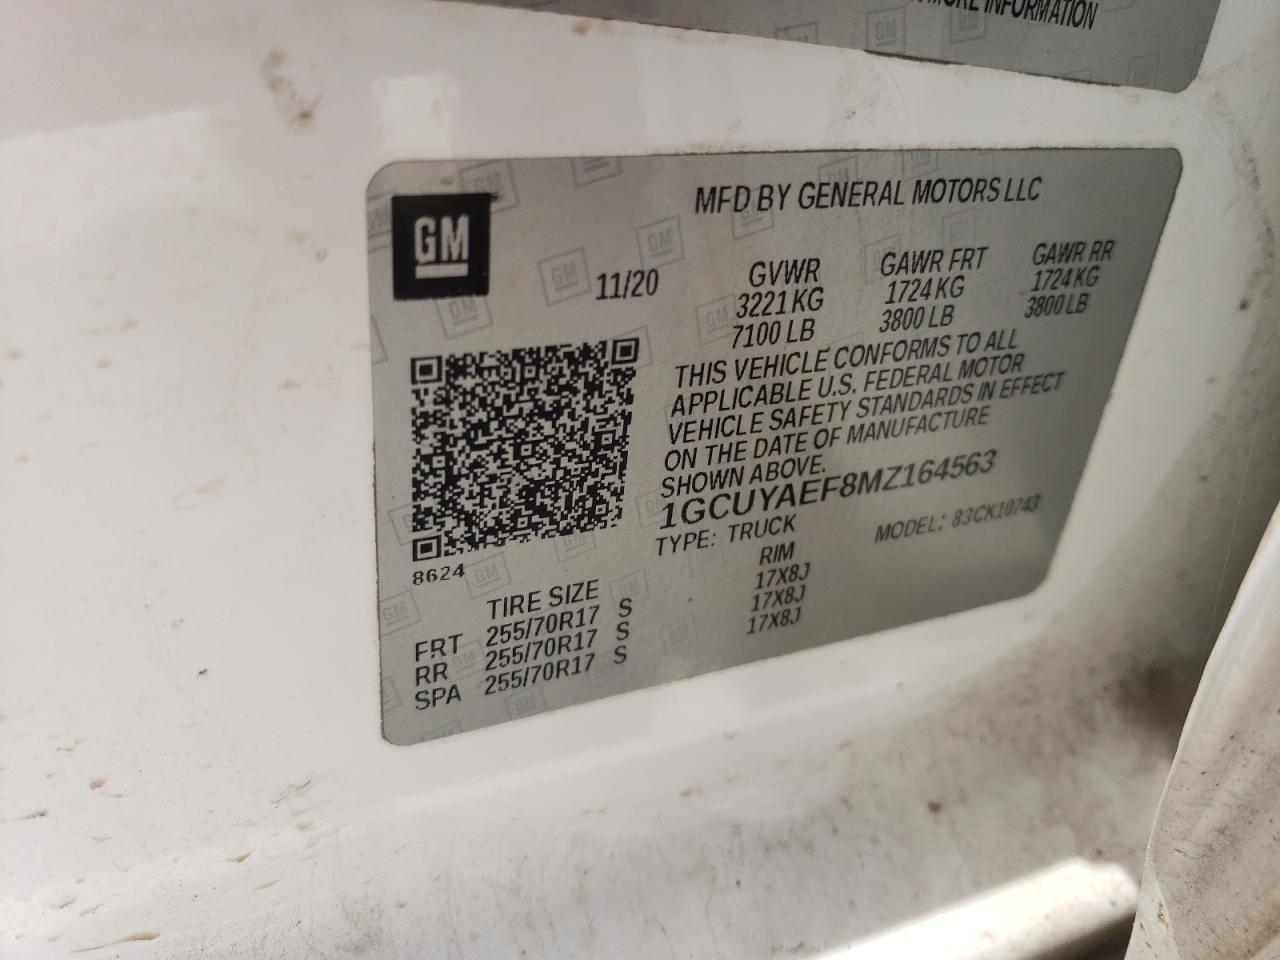 MORE INFORMATION
GM
MFD BY GENERAL MOTORS LLC
11/20
GVWR GAWR FRT GAWR RR
3221 KG 1724 KG 1724 KG
7100 LB 3800 LB 3800 LB
THIS VEHICLE CONFORMS TO ALL
APPLICABLE U.S. FEDERAL MOTOR
VEHICLE SAFETY STANDARDS IN EFFECT
ON THE DATE OF MANUFACTURE
SHOWN ABOVE.
1GCUYAEF8MZ164563
TYPE: TRUCK MODEL: 83CK10743
8624
TIRE SIZE RIM
FRT 255/70R17 S 17X8J
RR 255/70R17 S 17X8J
SPA 255/70R17 S 17X8J